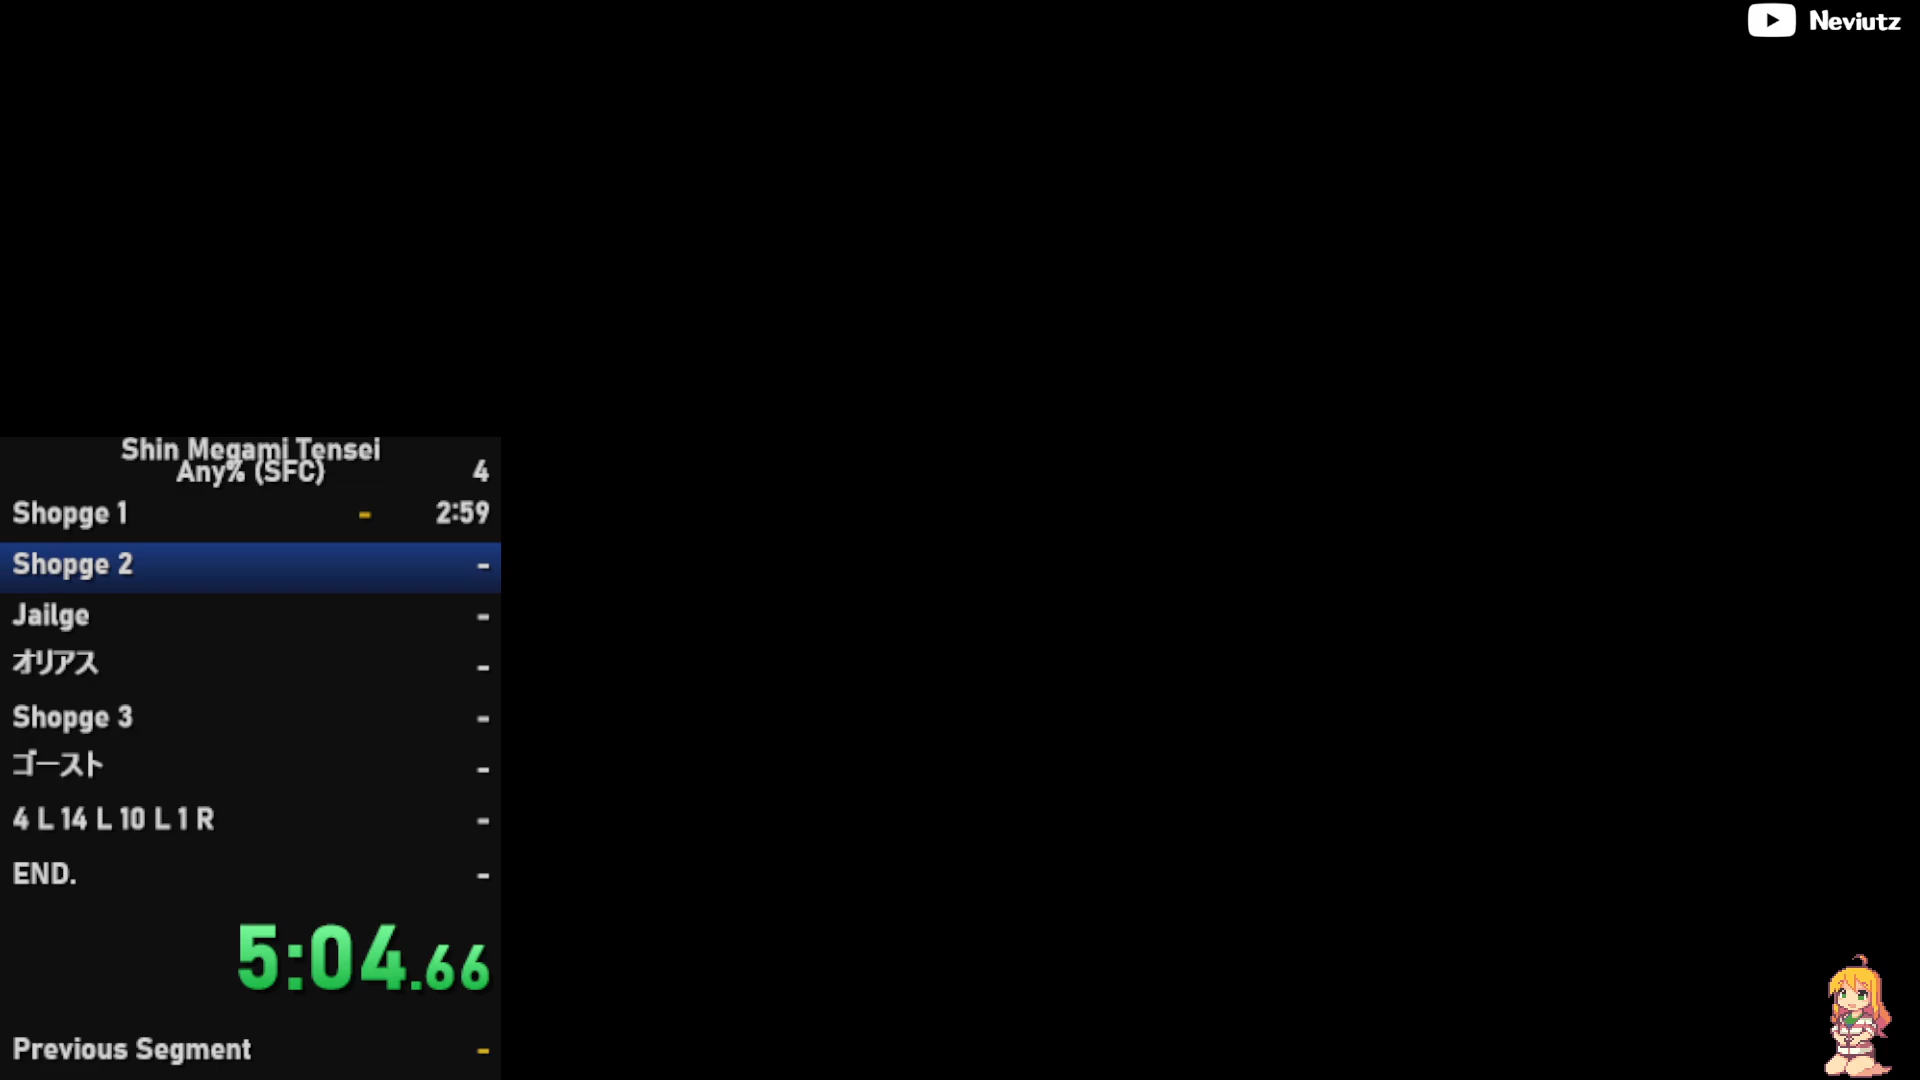 Neviutz
Shin Megami Tensei
Any% (SFC) 4
Shopge 1 - 2:59
Shopge 2 -
Jailge -
オリアス -
Shopge 3 -
ゴースト -
4 L 14 L 10 L 1 R -
END. -
5:04.66
Previous Segment -